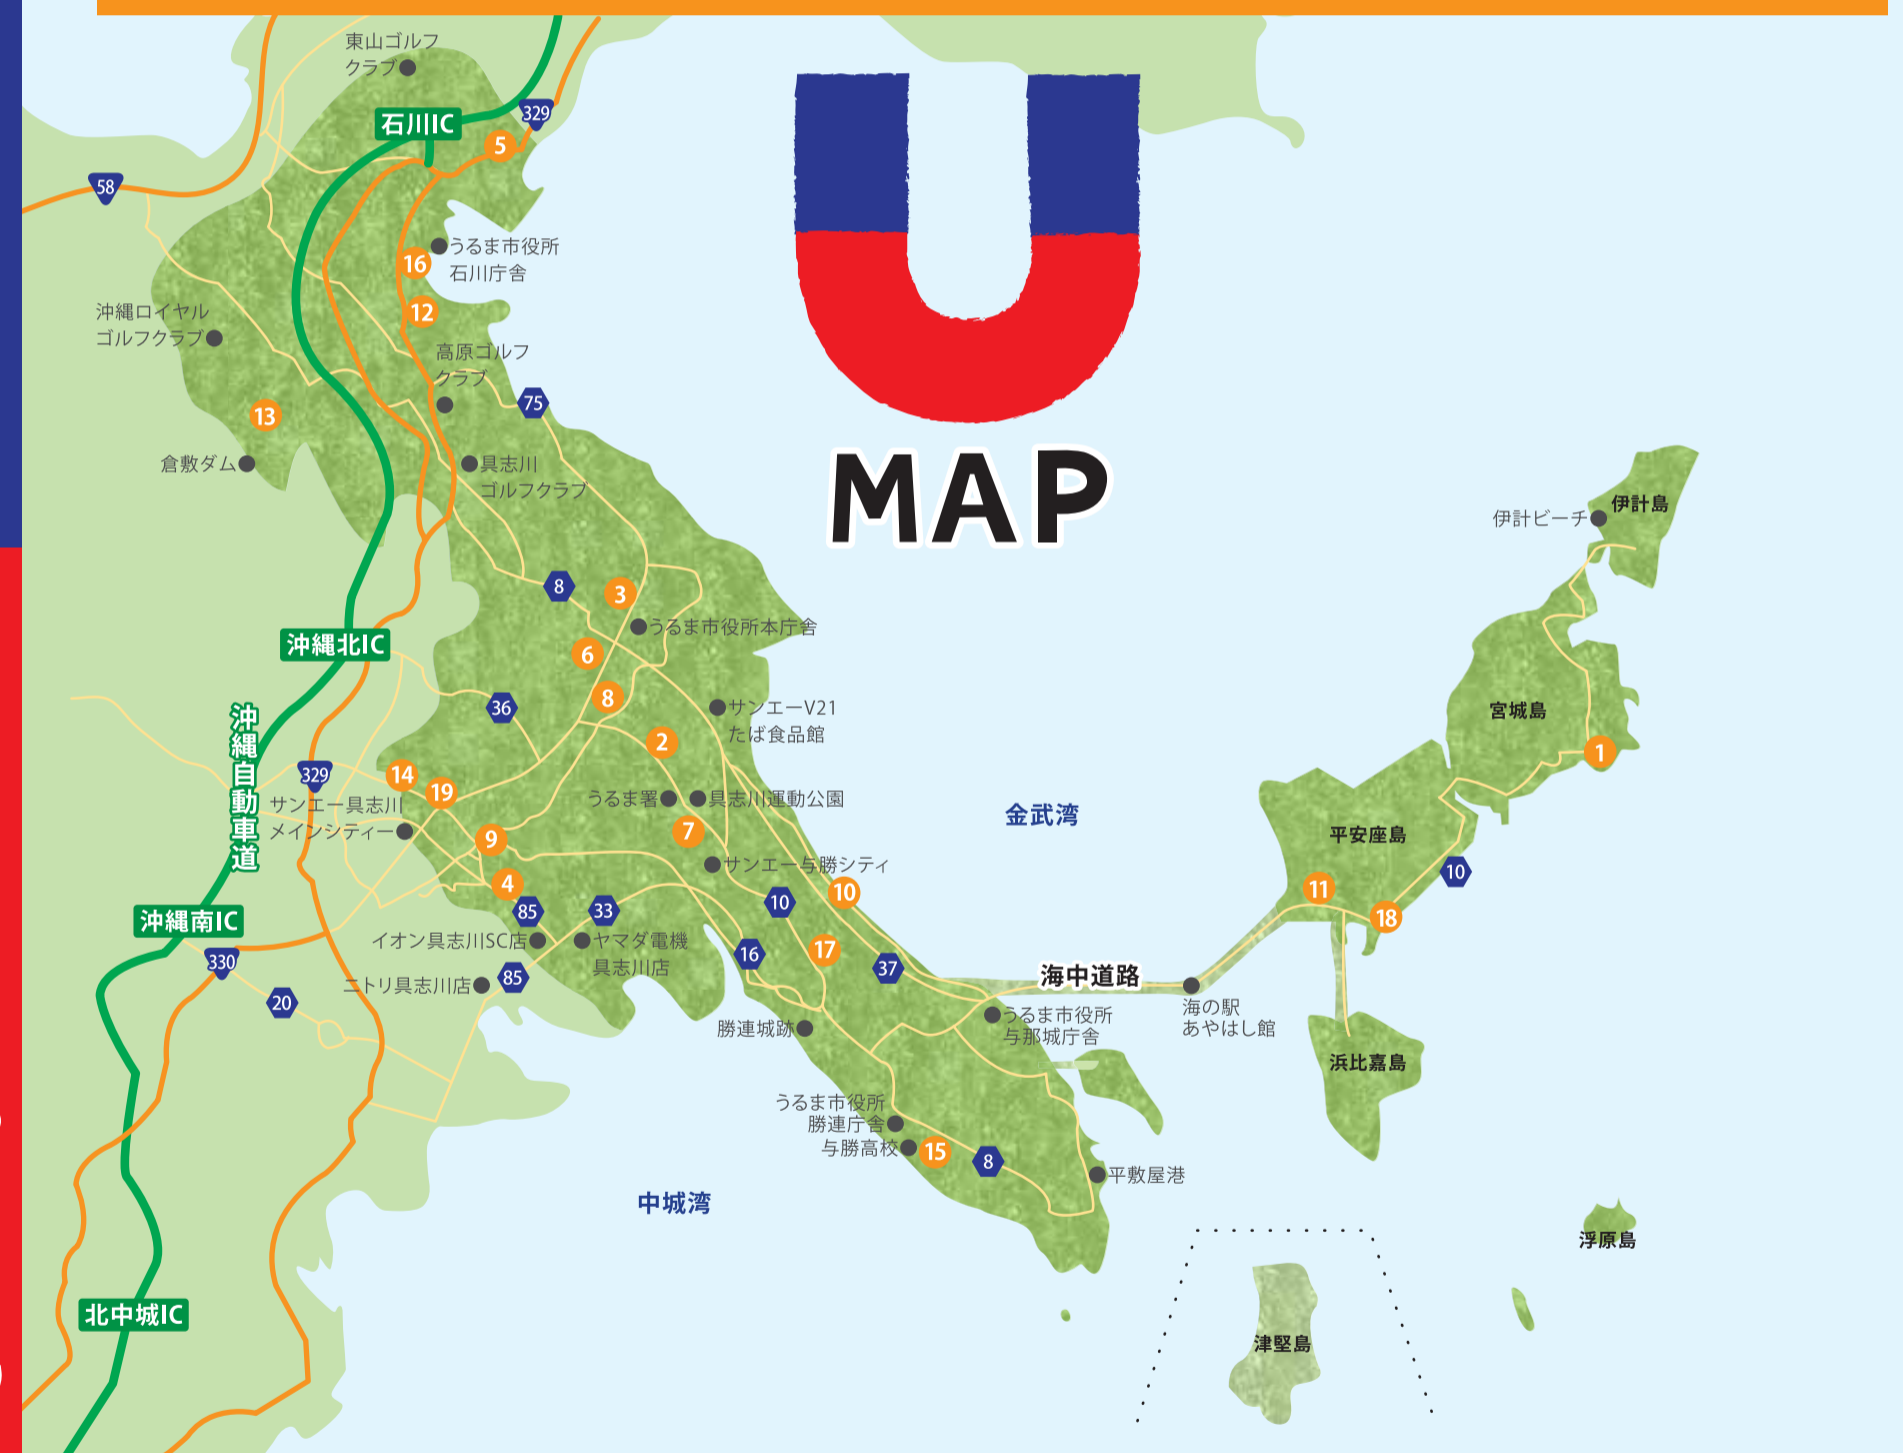 東山ゴルフ
クラブ
石川IC
329
5
58
うるま市役所
石川庁舎
16
12
沖縄ロイヤル
ゴルフクラブ
高原ゴルフ
クラブ
75
13
倉敷ダム
具志川
ゴルフクラブ
U
MAP
伊計島
伊計ビーチ
8
3
うるま市役所本庁舎
沖縄北IC
6
8
36
サンエーV21
たば食品館
宮城島
2
1
沖縄自動車道
329
14
19
サンエー具志川
メインシティー
うるま署
具志川運動公園
金武湾
平安座島
9
7
サンエー与勝シティ
10
4
85
33
10
10
11
18
沖縄南IC
イオン具志川SC店
ヤマダ電機
具志川店
16
17
37
330
ニトリ具志川店
85
海中道路
20
海の駅
あやはし館
勝連城跡
うるま市役所
与那城庁舎
浜比嘉島
うるま市役所
勝連庁舎
与勝高校
15
8
平敷屋港
中城湾
浮原島
北中城IC
津堅島